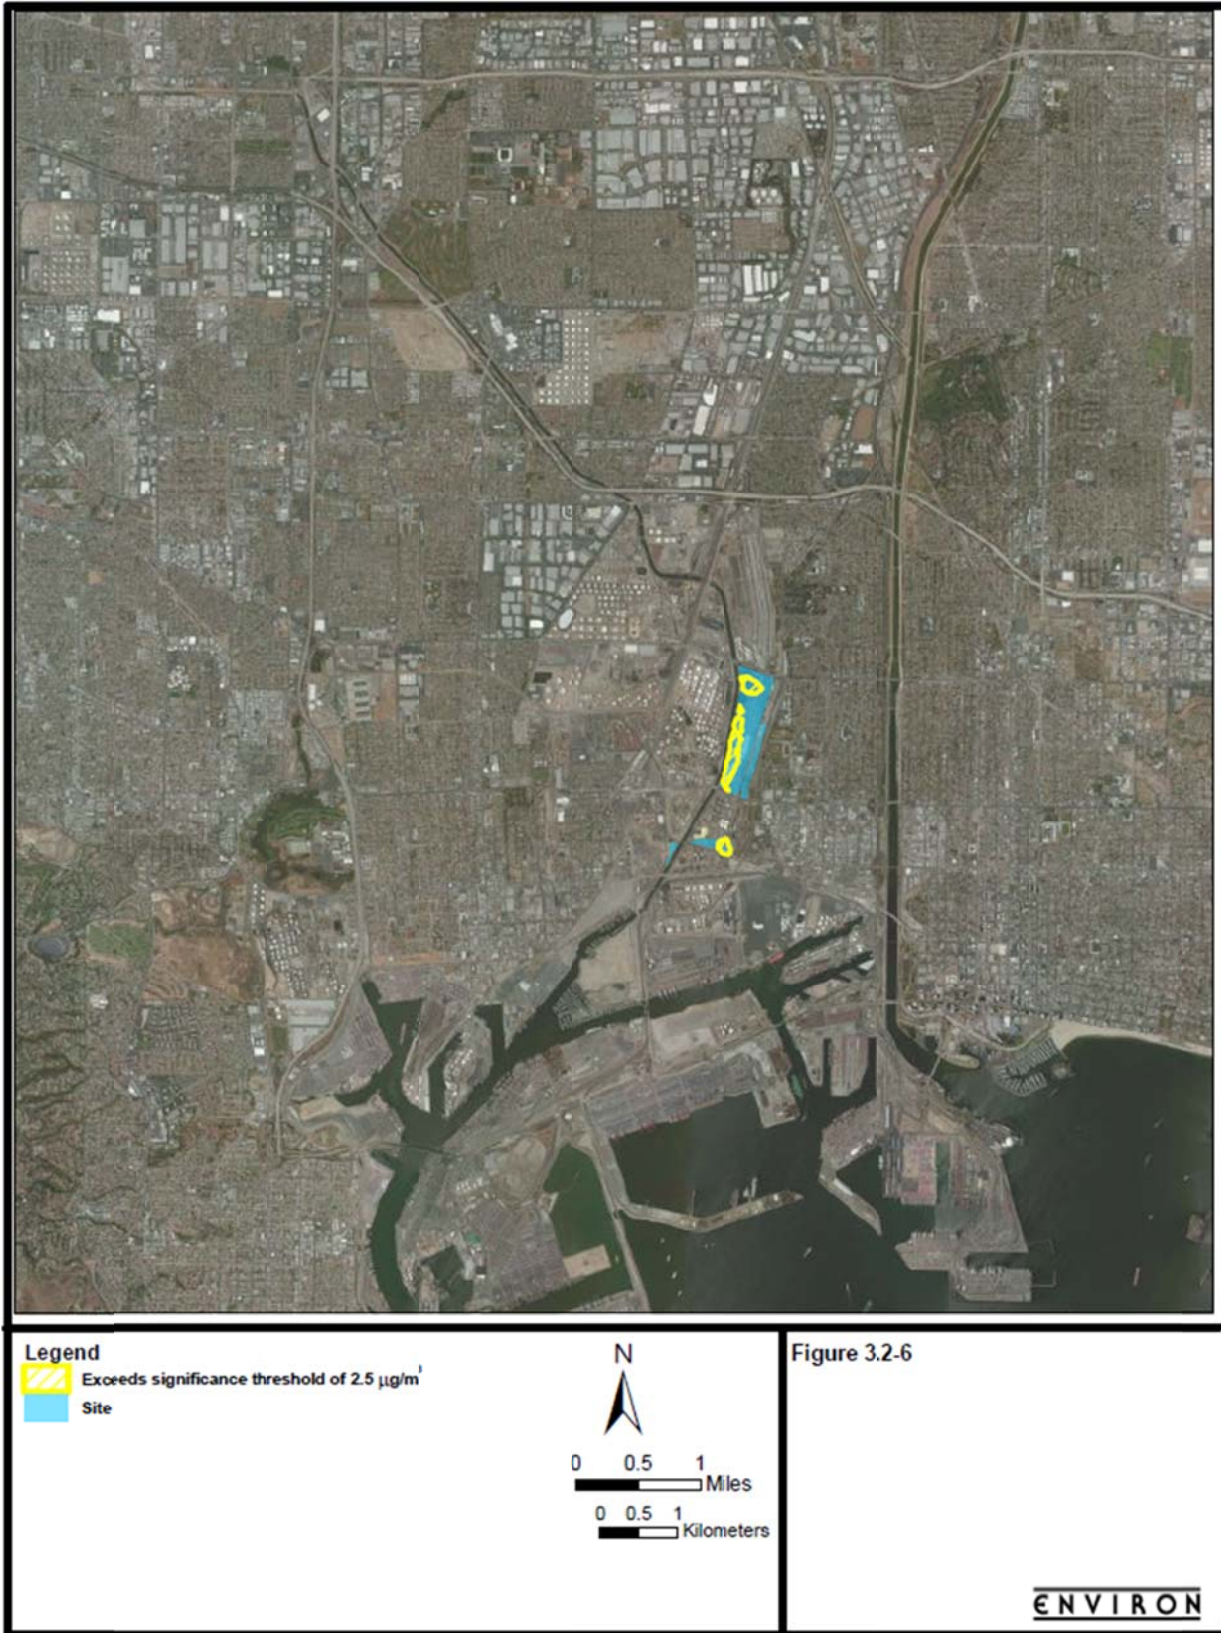 Legend
Exceeds significance threshold of 2.5 µg/m³
Site
N
0 0.5 1
Miles
0 0.5 1
Kilometers
Figure 3.2-6
ENVIRON